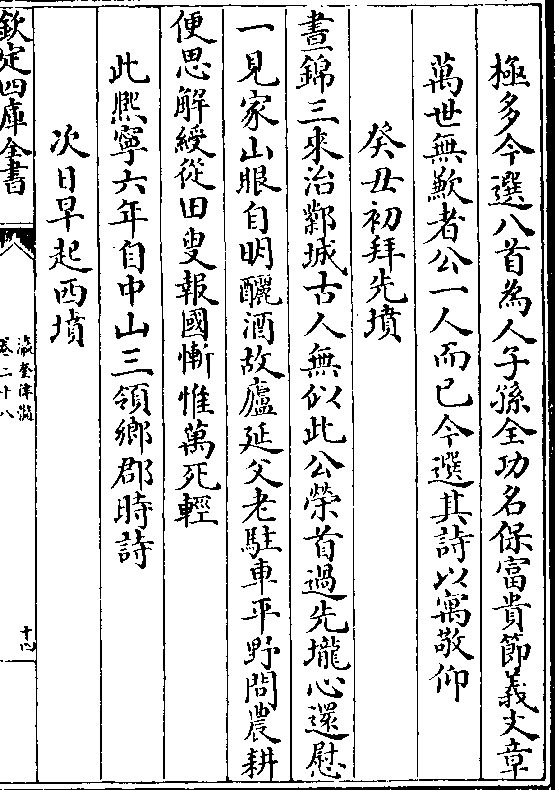 極多今選八首為人子孫全功名保富貴節義文章
萬世無歉者公一人而已今選其詩以寓敬仰
癸丑初拜先墳
晝錦三來治鄴城古人無似此公榮首過先壠心還慰
一見家山眼自明釃酒故廬延父老駐車平野問農耕
便思解綬從田叟報國慚惟萬死輕
此熈寧六年自中山三領鄉郡時詩
次日早起西墳
欽定四庫全書
瀛奎律髓
卷二十八
十四